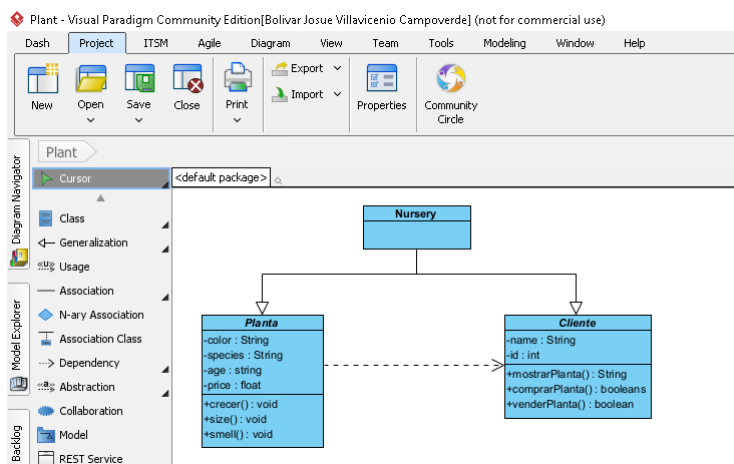 Plant - Visual Paradigm Community Edition[Bolivar Josue Villavicenio Campoverde] (not for commercial use)
Dash Project ITSM Agile Diagram View Team Tools Modeling Window Help
New Open Save Close Print Export Import Properties Community Circle
Plant
Diagram Navigator
Model Explorer
Backlog
Cursor
Class
Generalization
«U» Usage
Association
N-ary Association
Association Class
Dependency
«a» Abstraction
Collaboration
Model
REST Service
<default package>
Nursery
Planta
-color : String
-species : String
-age : string
-price : float
+crecer() : void
+size() : void
+smell() : void
Cliente
-name : String
-id : int
+mostrarPlanta() : String
+comprarPlanta() : booleans
+venderPlanta() : boolean